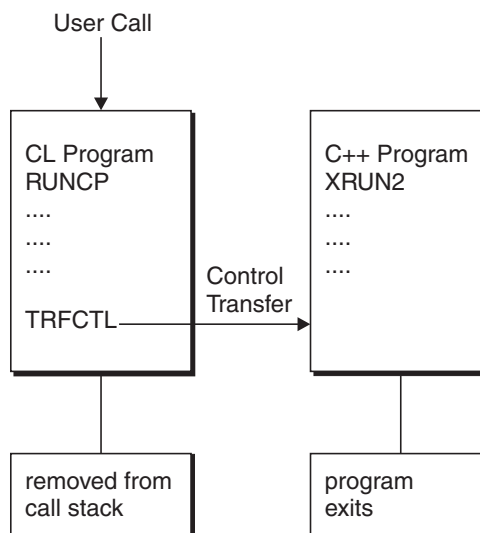 User Call
CL Program
RUNCP
....
....
....
TRFCTL
Control
Transfer
C++ Program
XRUN2
....
....
....
removed from
call stack
program
exits